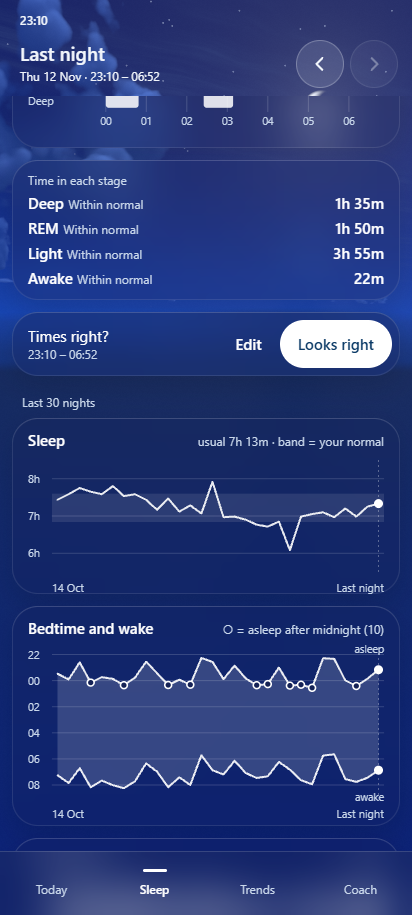 23:10
Last night
Thu 12 Nov · 23:10 – 06:52
Deep
00 01 02 03 04 05 06
Time in each stage
Deep Within normal 1h 35m
REM Within normal 1h 50m
Light Within normal 3h 55m
Awake Within normal 22m
Times right?
23:10 – 06:52
Edit
Looks right
Last 30 nights
Sleep usual 7h 13m · band = your normal
8h
7h
6h
14 Oct Last night
Bedtime and wake O = asleep after midnight (10)
asleep
22
00
02
04
06
08
awake
14 Oct Last night
Today Sleep Trends Coach